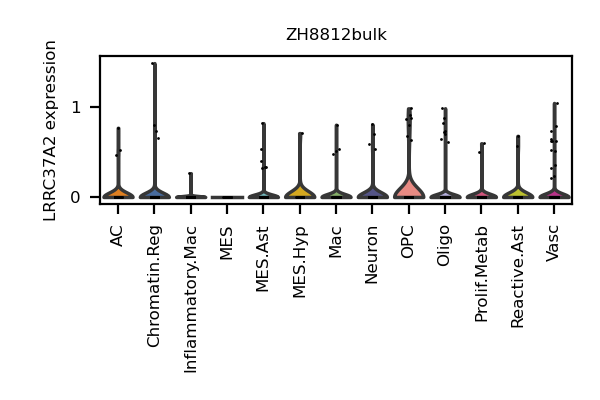 ZH8812bulk
LRRC37A2 expression
1
0
AC
Chromatin.Reg
Inflammatory.Mac
MES
MES.Ast
MES.Hyp
Mac
Neuron
OPC
Oligo
Prolif.Metab
Reactive.Ast
Vasc